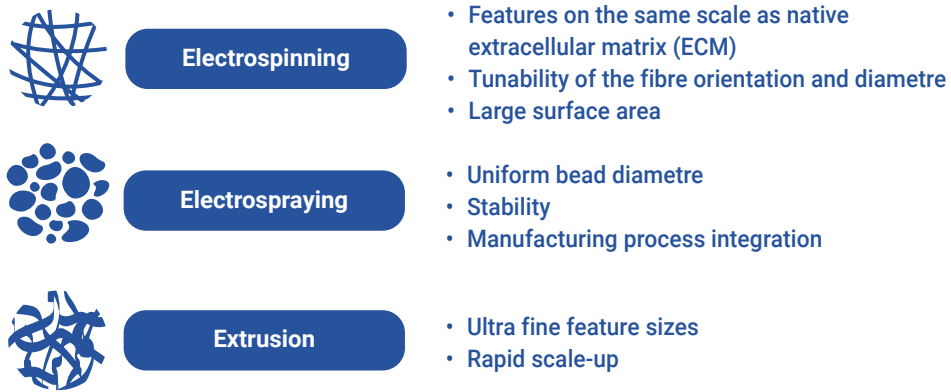 Electrospinning
• Features on the same scale as native
extracellular matrix (ECM)
• Tunability of the fibre orientation and diametre
• Large surface area
Electrospraying
• Uniform bead diametre
• Stability
• Manufacturing process integration
Extrusion
• Ultra fine feature sizes
• Rapid scale-up